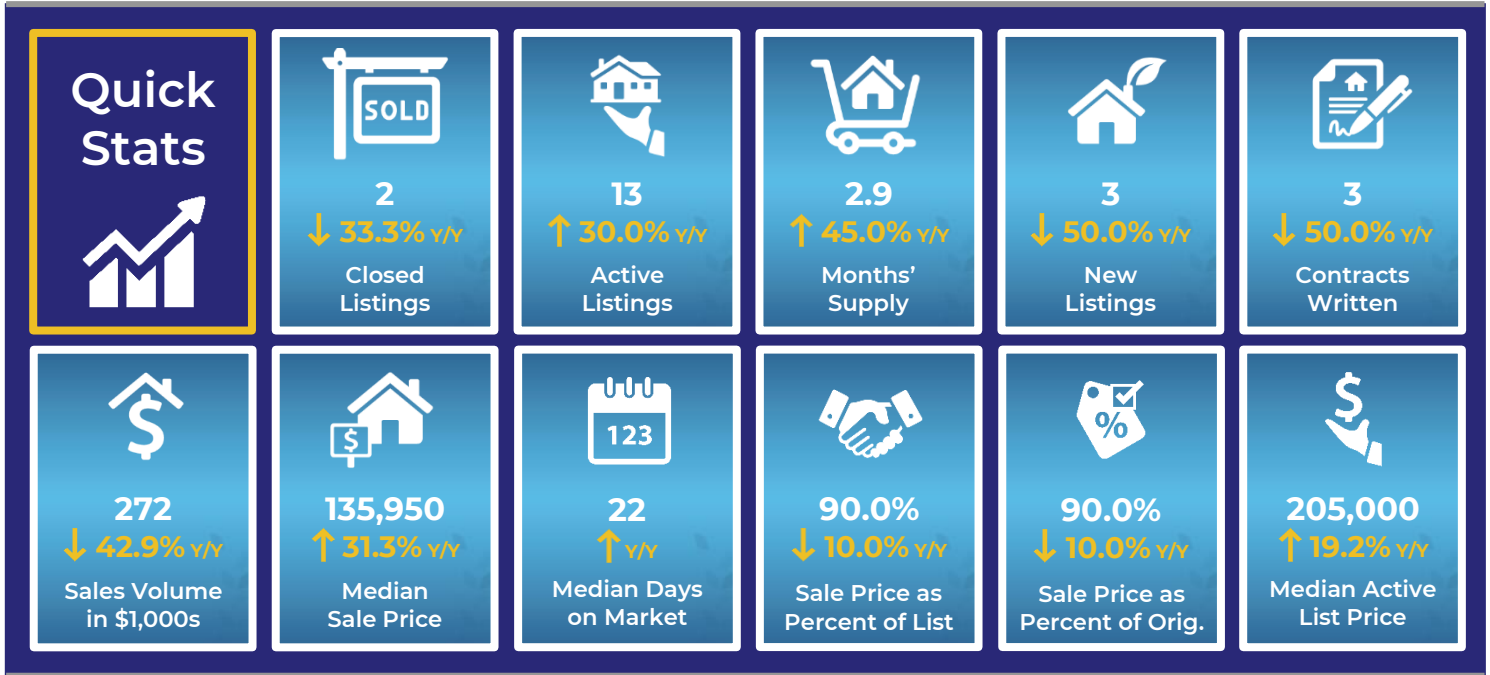 Quick
Stats
SOLD
2
↓ 33.3% Y/Y
Closed
Listings
13
↑ 30.0% Y/Y
Active
Listings
2.9
↑ 45.0% Y/Y
Months’
Supply
3
↓ 50.0% Y/Y
New
Listings
3
↓ 50.0% Y/Y
Contracts
Written
$
272
↓ 42.9% Y/Y
Sales Volume
in $1,000s
$
135,950
↑ 31.3% Y/Y
Median
Sale Price
123
22
↑ Y/Y
Median Days
on Market
90.0%
↓ 10.0% Y/Y
Sale Price as
Percent of List
%
90.0%
↓ 10.0% Y/Y
Sale Price as
Percent of Orig.
$
205,000
↑ 19.2% Y/Y
Median Active
List Price